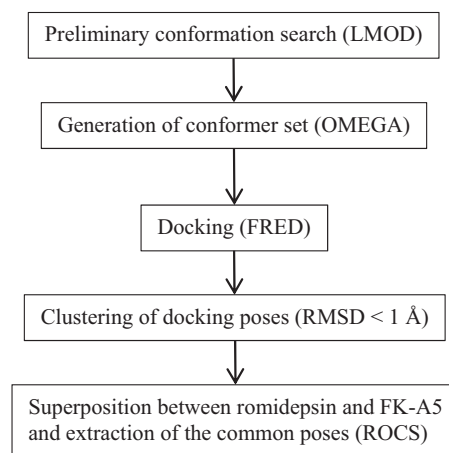 Preliminary conformation search (LMOD)
Generation of conformer set (OMEGA)
Docking (FRED)
Clustering of docking poses (RMSD < 1 Å)
Superposition between romidepsin and FK-A5
and extraction of the common poses (ROCS)